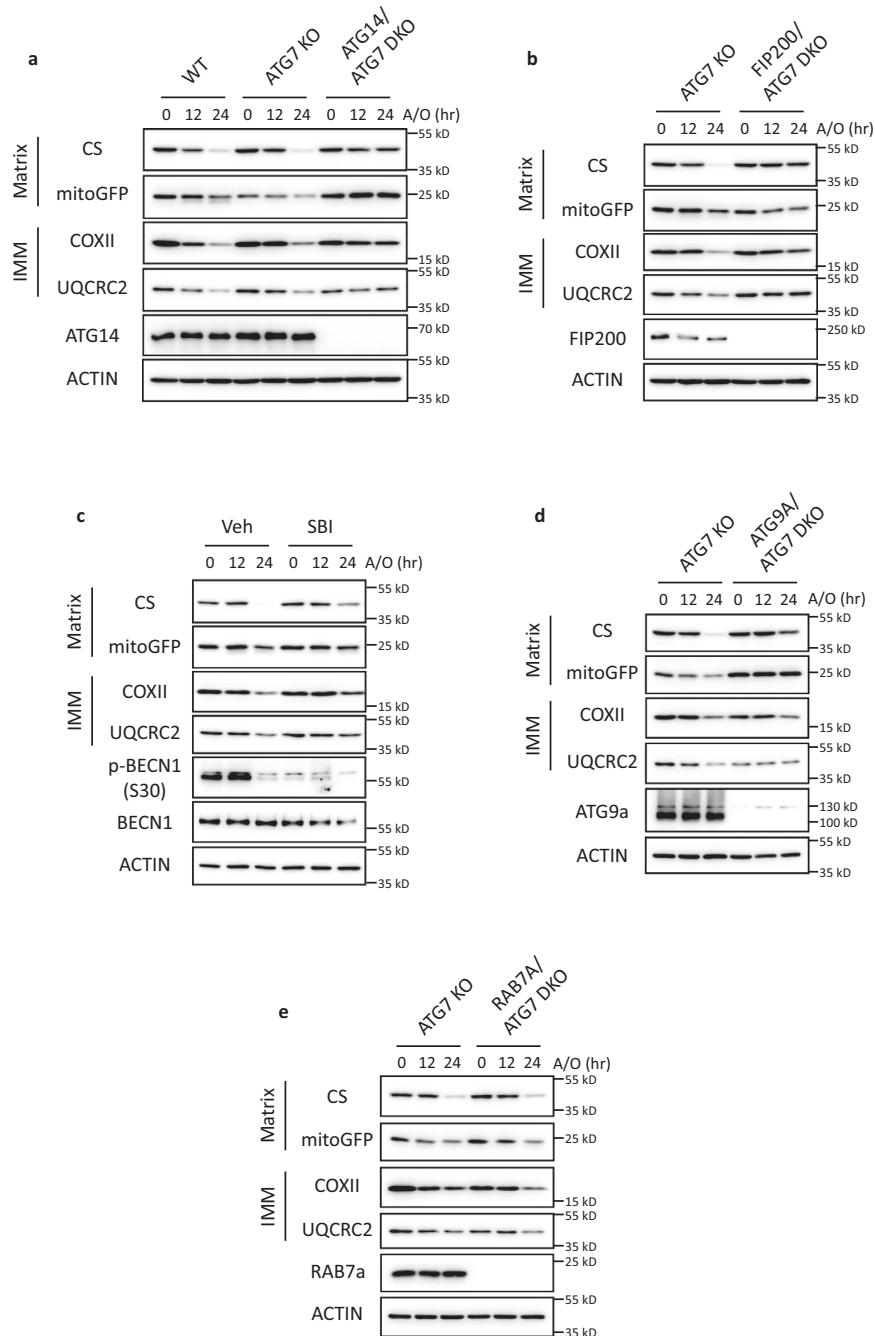 a
WT
ATG7 KO
ATG14/
ATG7 DKO
0 12 24 0 12 24 0 12 24 A/O (hr)
Matrix
CS
55 kD
35 kD
mitoGFP
25 kD
IMM
COXII
15 kD
UQCRC2
55 kD
35 kD
ATG14
70 kD
ACTIN
55 kD
35 kD
b
ATG7 KO
FIP200/
ATG7 DKO
0 12 24 0 12 24 A/O (hr)
Matrix
CS
55 kD
35 kD
mitoGFP
25 kD
IMM
COXII
15 kD
UQCRC2
55 kD
35 kD
FIP200
250 kD
ACTIN
55 kD
35 kD
c
Veh
SBI
0 12 24 0 12 24 A/O (hr)
Matrix
CS
55 kD
35 kD
mitoGFP
25 kD
IMM
COXII
15 kD
UQCRC2
55 kD
35 kD
p-BECN1
(S30)
55 kD
BECN1
55 kD
ACTIN
55 kD
35 kD
d
ATG7 KO
ATG9A/
ATG7 DKO
0 12 24 0 12 24 A/O (hr)
Matrix
CS
55 kD
35 kD
mitoGFP
25 kD
IMM
COXII
15 kD
UQCRC2
55 kD
35 kD
ATG9a
130 kD
100 kD
ACTIN
55 kD
35 kD
e
ATG7 KO
RAB7A/
ATG7 DKO
0 12 24 0 12 24 A/O (hr)
Matrix
CS
55 kD
35 kD
mitoGFP
25 kD
IMM
COXII
15 kD
UQCRC2
55 kD
35 kD
RAB7a
25 kD
ACTIN
55 kD
35 kD